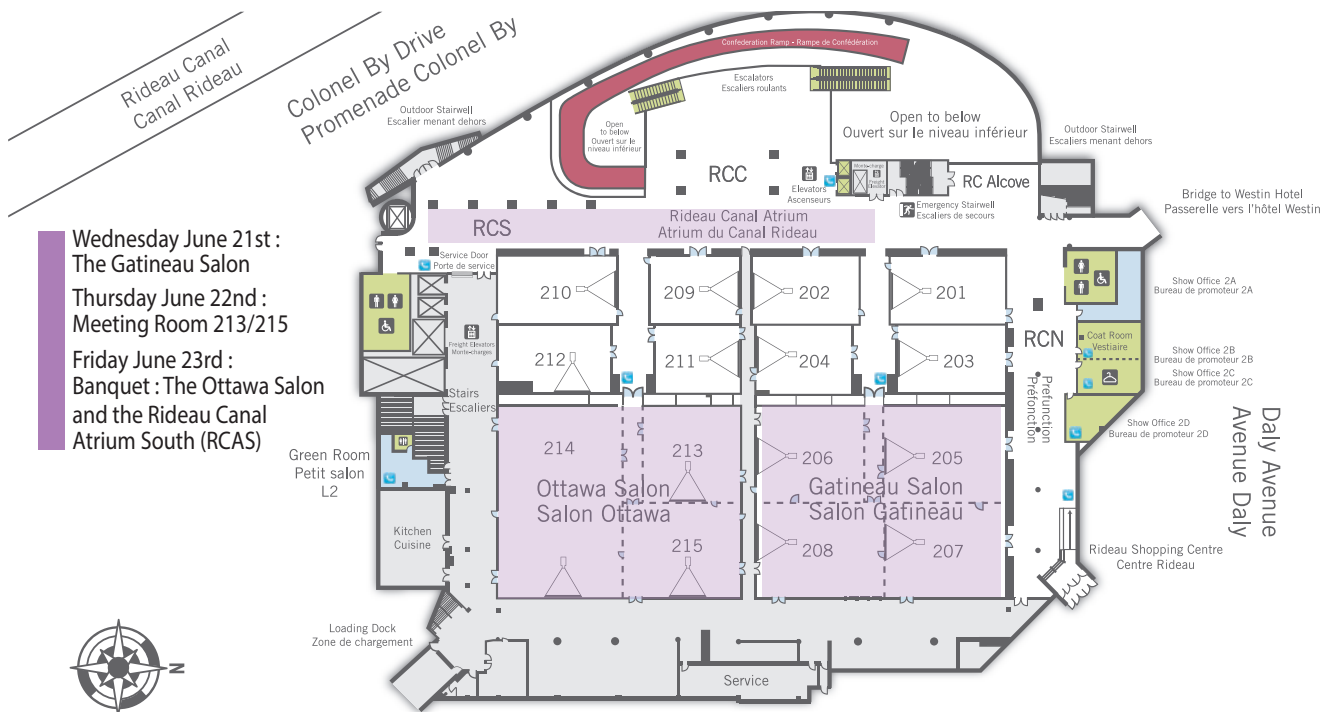 Rideau Canal
Canal Rideau
Colonel By Drive
Promenade Colonel By
Confederation Ramp - Rampe de Confédération
Escalators
Escaliers roulants
Outdoor Stairwell
Escalier menant dehors
Open
to below
Ouvert sur le
niveau inférieur
Open to below
Ouvert sur le niveau inférieur
Outdoor Stairwell
Escaliers menant dehors
RCC
Elevators
Ascenseurs
Monte-charge
Freight
Elevator
RC Alcove
Emergency Stairwell
Escaliers de secours
Bridge to Westin Hotel
Passerelle vers l'hôtel Westin
RCS
Rideau Canal Atrium
Atrium du Canal Rideau
Wednesday June 21st :
The Gatineau Salon
Thursday June 22nd :
Meeting Room 213/215
Friday June 23rd :
Banquet : The Ottawa Salon
and the Rideau Canal
Atrium South (RCAS)
Service Door
Porte de service
210
209
202
201
Show Office 2A
Bureau de promoteur 2A
Freight Elevators
Monte-charges
212
211
204
203
RCN
Coat Room
Vestiaire
Show Office 2B
Bureau de promoteur 2B
Show Office 2C
Bureau de promoteur 2C
Stairs
Escaliers
Prefunction
Préfonction
Show Office 2D
Bureau de promoteur 2D
Daly Avenue
Avenue Daly
Green Room
Petit salon
L2
214
213
206
205
Ottawa Salon
Salon Ottawa
Gatineau Salon
Salon Gatineau
215
208
207
Kitchen
Cuisine
Rideau Shopping Centre
Centre Rideau
Loading Dock
Zone de chargement
Service
N